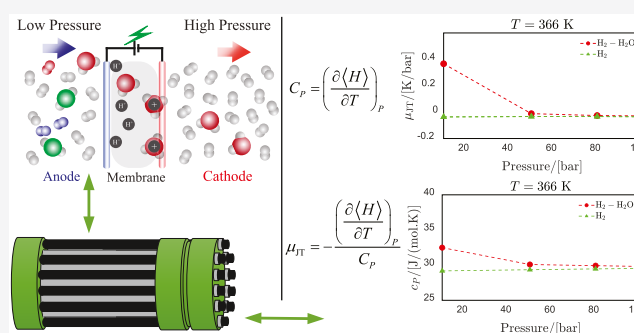 Low Pressure
High Pressure
H⁻
H⁻
H⁻
H⁻
H⁻
+
+
Anode
Membrane
Cathode
C_P = (∂⟨H⟩/∂T)_P
μ_JT = - (∂⟨H⟩/∂T)_P / C_P
T = 366 K
H₂ − H₂O
H₂
μ_JT/[K/bar]
0.4
0.2
0
-0.2
20
40
60
80
10
Pressure/[bar]
T = 366 K
H₂ − H₂O
H₂
c_P/[J/(mol.K)]
40
35
30
25
20
40
60
80
10
Pressure/[bar]